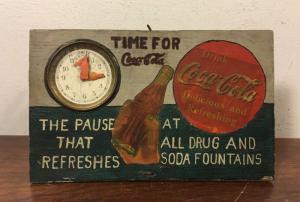 TIME FOR
Coca-Cola
Drink
Coca-Cola
Delicious and
Refreshing
THE PAUSE
THAT
REFRESHES
AT
ALL DRUG AND
SODA FOUNTAINS